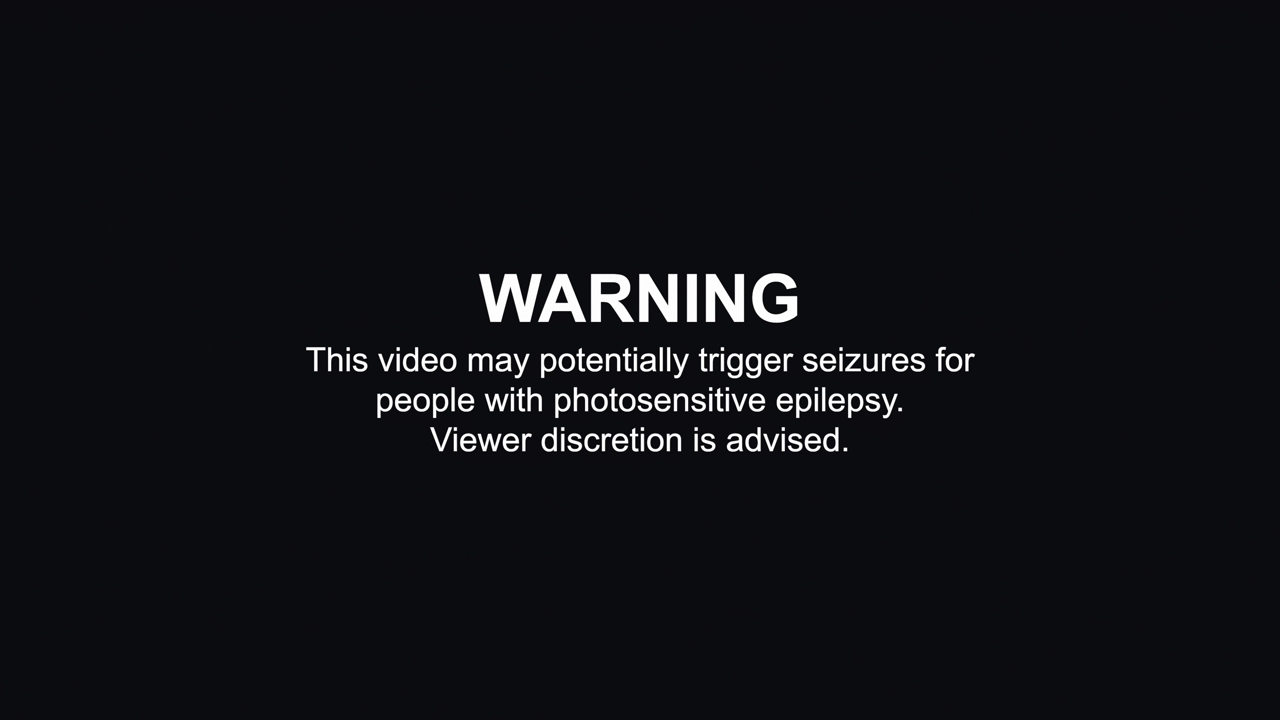 WARNING
This video may potentially trigger seizures for
people with photosensitive epilepsy.
Viewer discretion is advised.